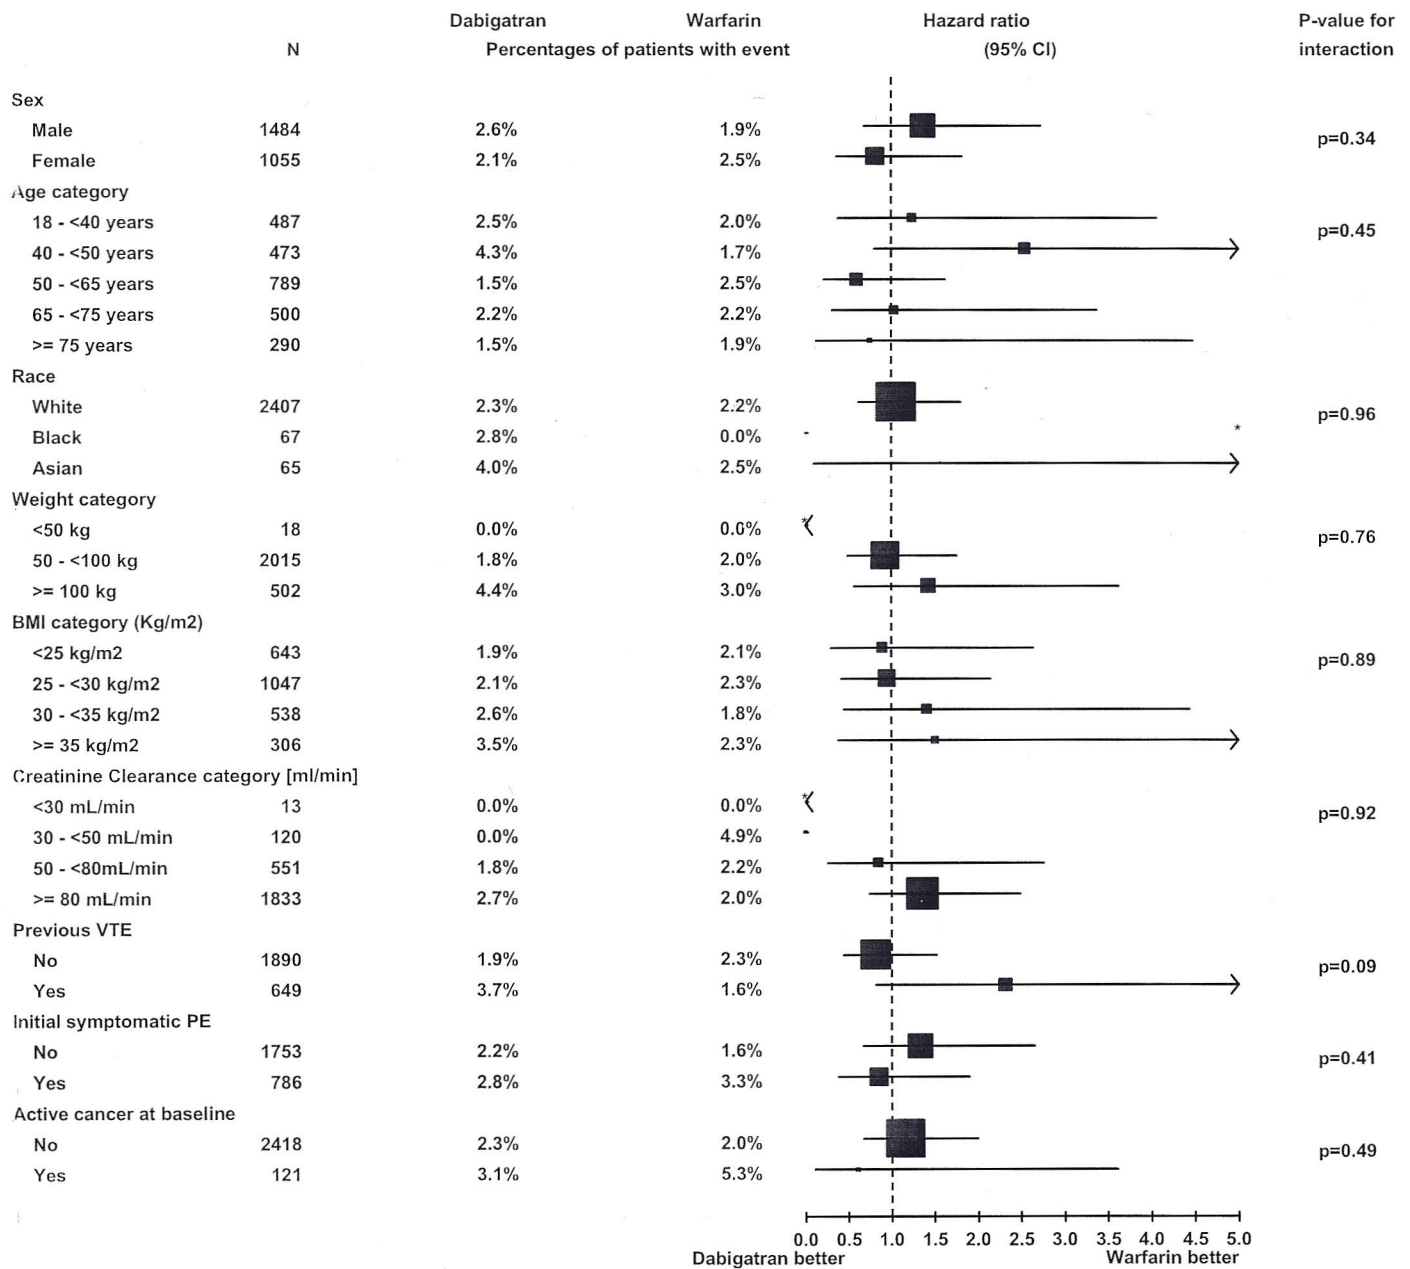 Dabigatran Warfarin Hazard ratio P-value for
N Percentages of patients with event (95% CI) interaction
Sex
Male 1484 2.6% 1.9%
p=0.34
Female 1055 2.1% 2.5%
Age category
18 - <40 years 487 2.5% 2.0%
p=0.45
40 - <50 years 473 4.3% 1.7%
50 - <65 years 789 1.5% 2.5%
65 - <75 years 500 2.2% 2.2%
>= 75 years 290 1.5% 1.9%
Race
White 2407 2.3% 2.2%
p=0.96
Black 67 2.8% 0.0% *
Asian 65 4.0% 2.5%
Weight category
<50 kg 18 0.0% 0.0% *
p=0.76
50 - <100 kg 2015 1.8% 2.0%
>= 100 kg 502 4.4% 3.0%
BMI category (Kg/m2)
<25 kg/m2 643 1.9% 2.1%
p=0.89
25 - <30 kg/m2 1047 2.1% 2.3%
30 - <35 kg/m2 538 2.6% 1.8%
>= 35 kg/m2 306 3.5% 2.3%
Creatinine Clearance category [ml/min]
<30 mL/min 13 0.0% 0.0% *
p=0.92
30 - <50 mL/min 120 0.0% 4.9%
50 - <80mL/min 551 1.8% 2.2%
>= 80 mL/min 1833 2.7% 2.0%
Previous VTE
No 1890 1.9% 2.3%
p=0.09
Yes 649 3.7% 1.6%
Initial symptomatic PE
No 1753 2.2% 1.6%
p=0.41
Yes 786 2.8% 3.3%
Active cancer at baseline
No 2418 2.3% 2.0%
p=0.49
Yes 121 3.1% 5.3%
0.0 0.5 1.0 1.5 2.0 2.5 3.0 3.5 4.0 4.5 5.0
Dabigatran better Warfarin better